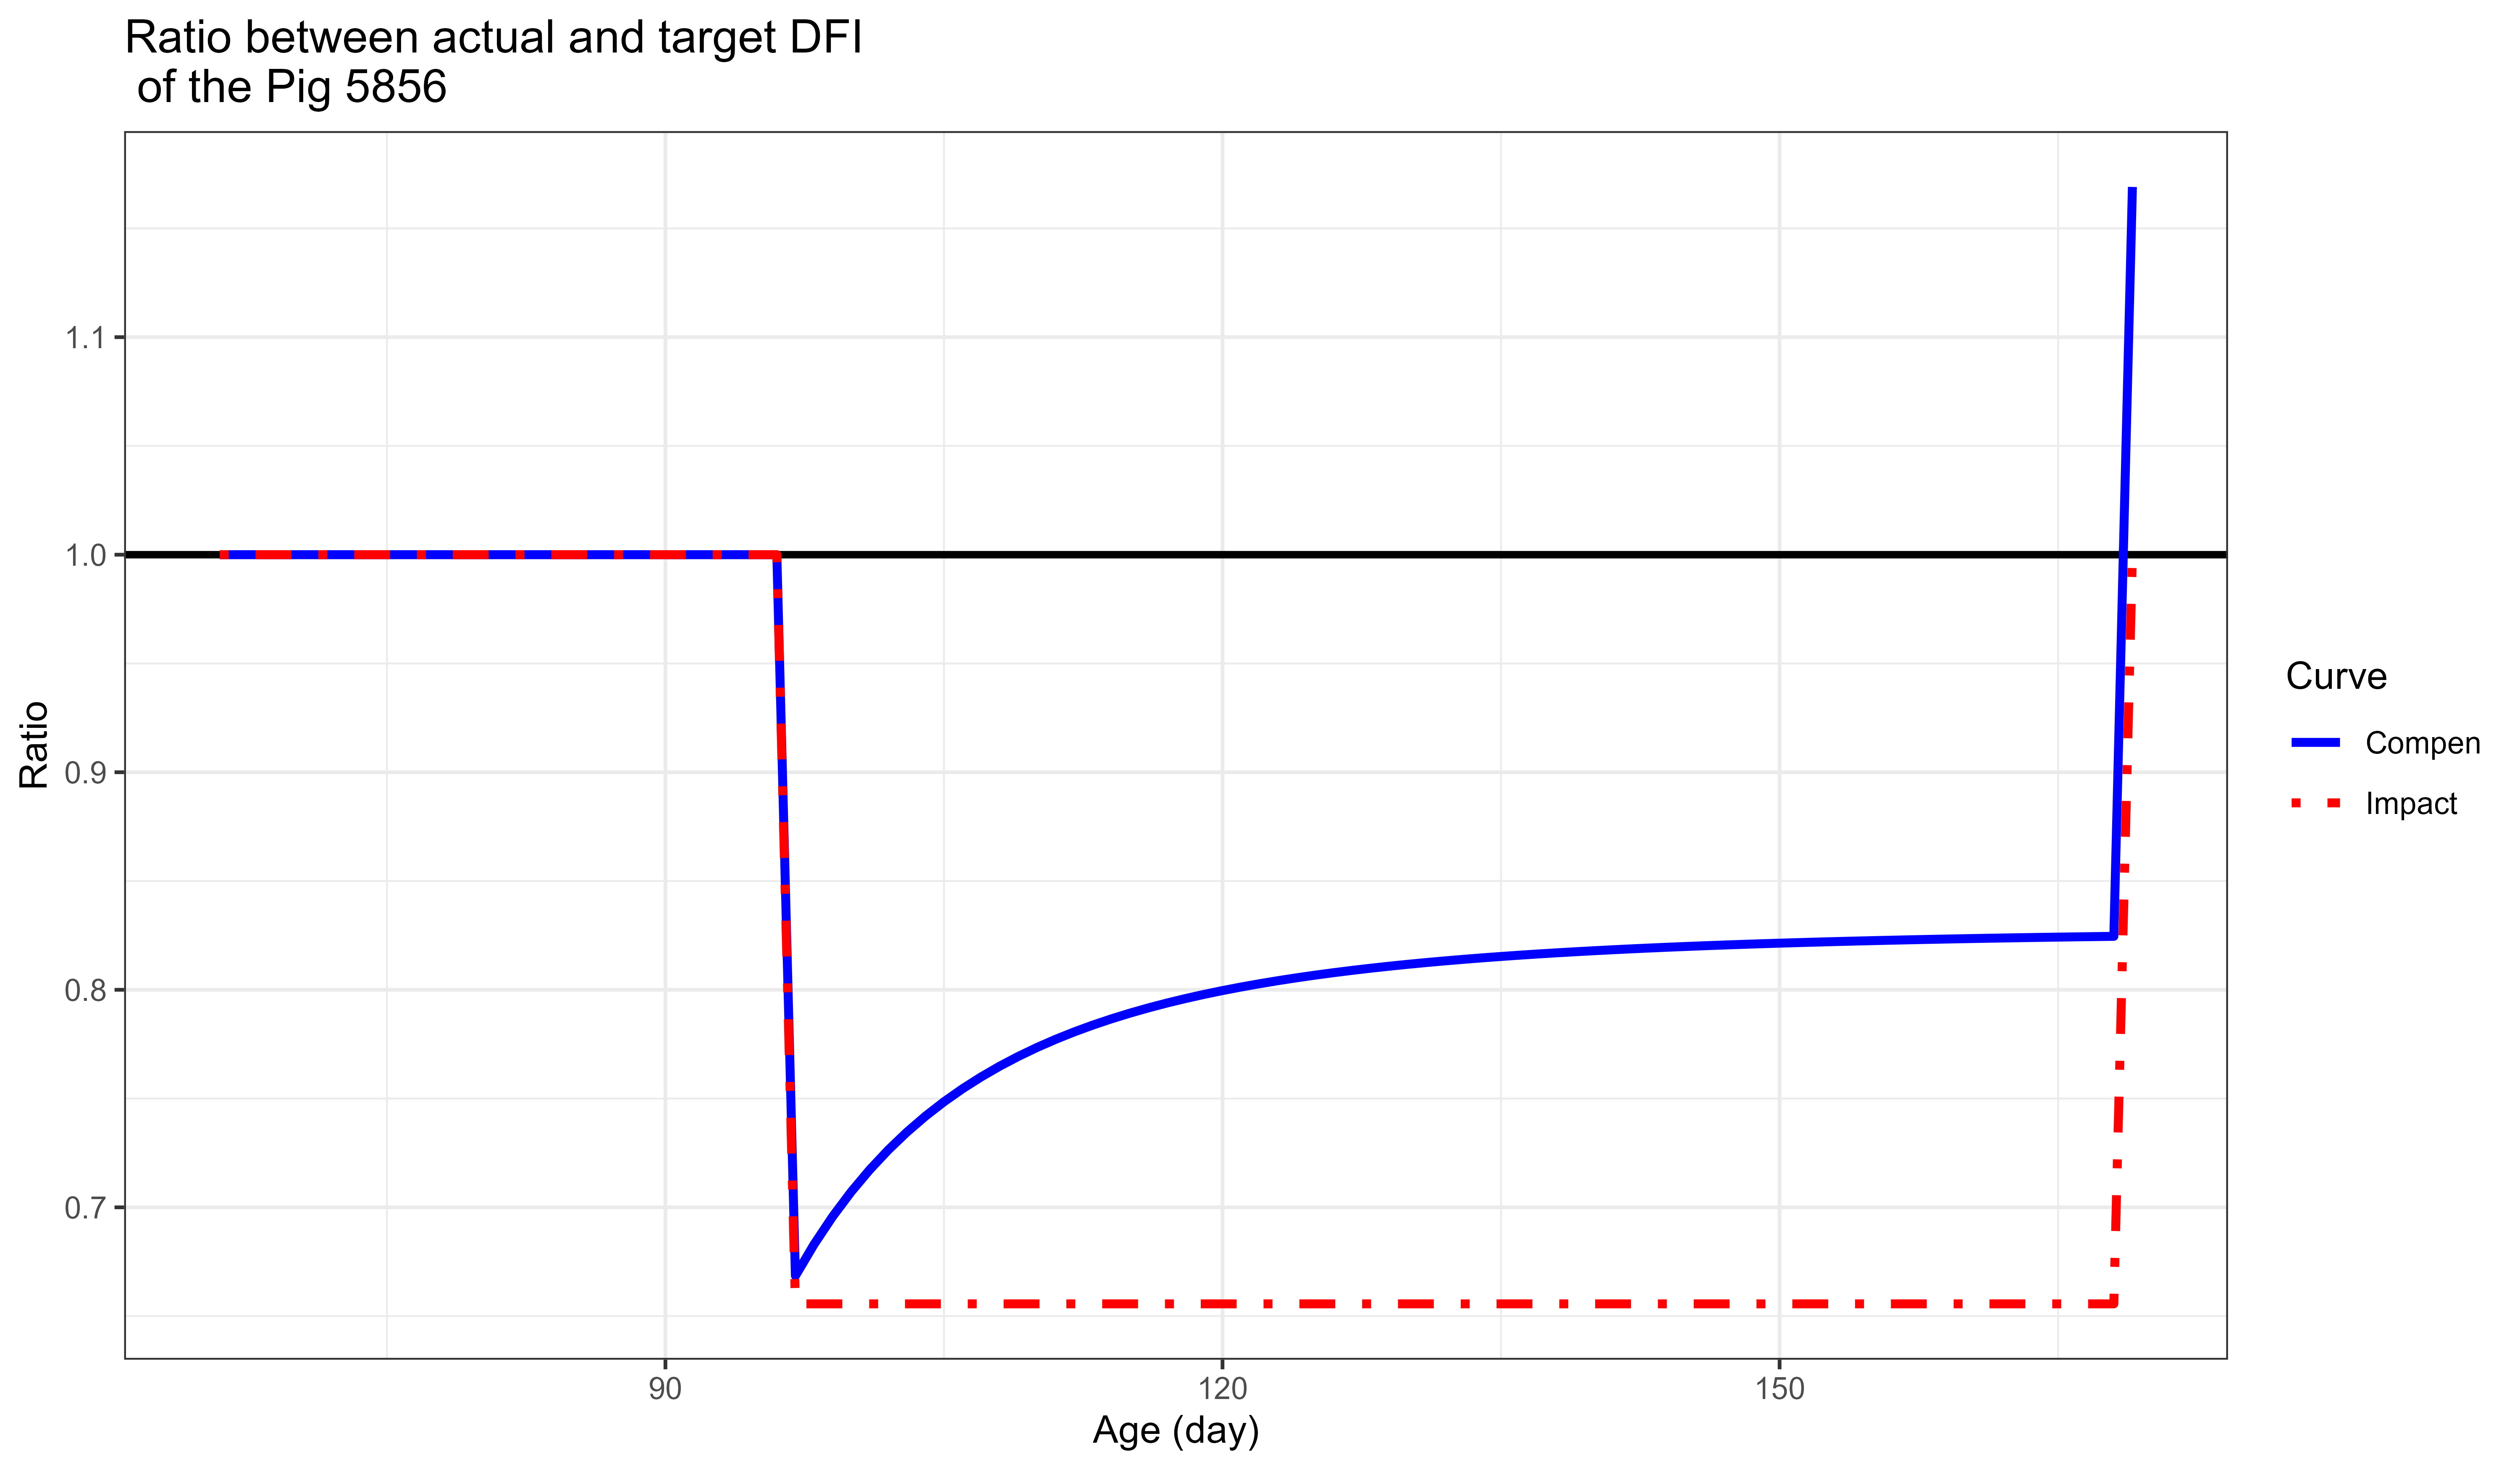 Ratio between actual and target DFI
of the Pig 5856
1.1
1.0
0.9
0.8
0.7
Ratio
90
120
150
Age (day)
Curve
Compen
Impact